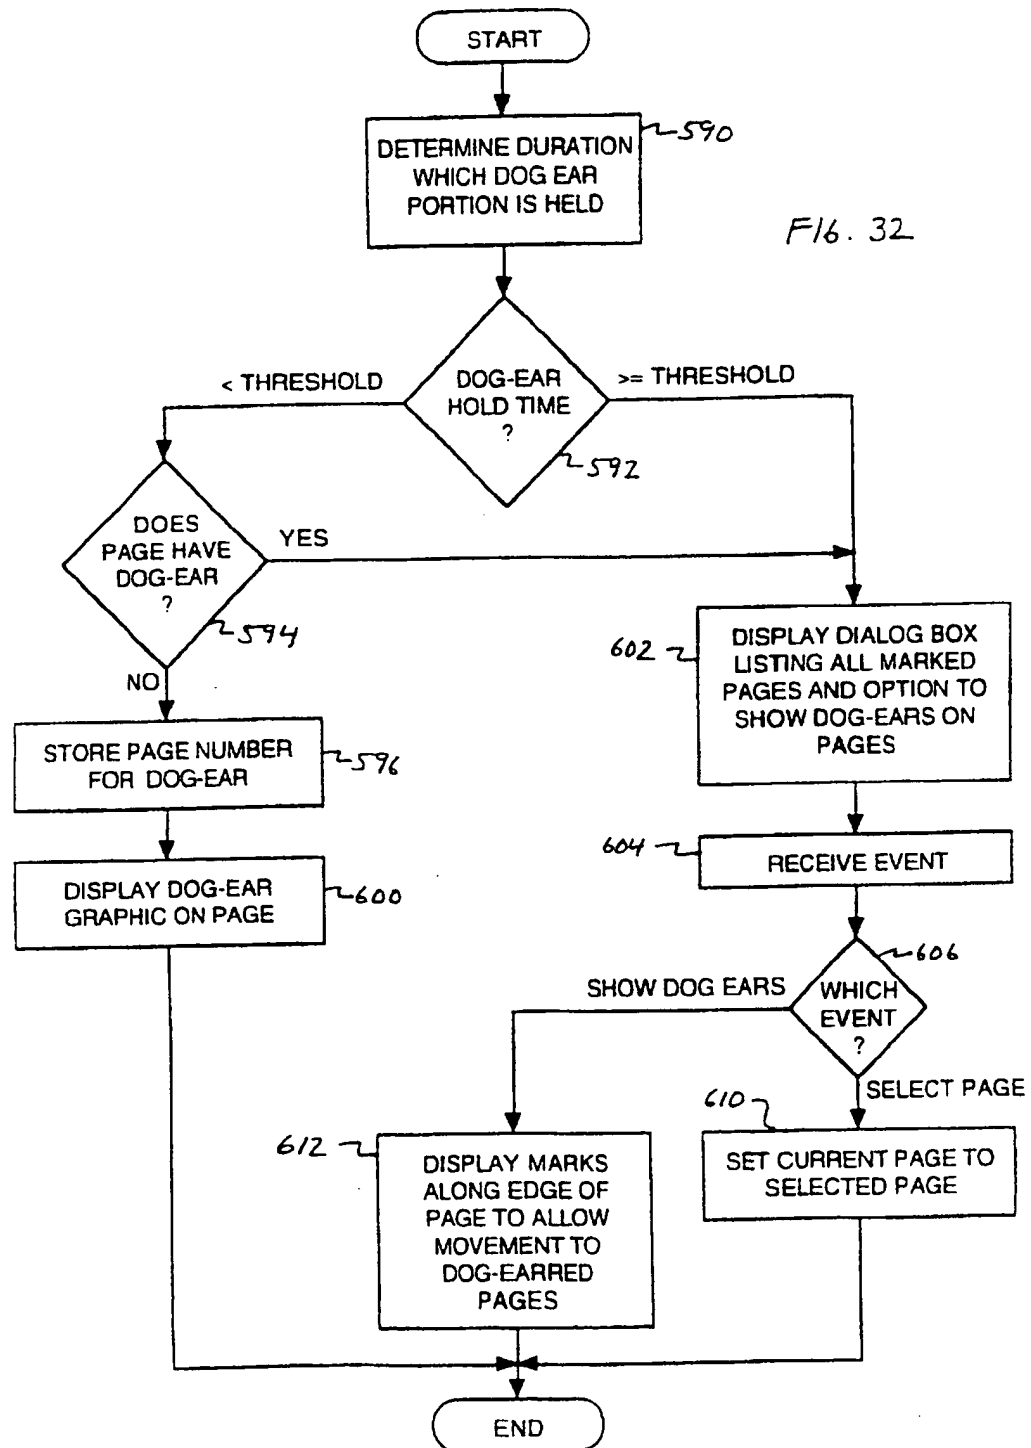 START
DETERMINE DURATION
WHICH DOG EAR
PORTION IS HELD
590
FIG. 32
< THRESHOLD
DOG-EAR
HOLD TIME
?
>= THRESHOLD
592
DOES
PAGE HAVE
DOG-EAR
?
YES
594
NO
STORE PAGE NUMBER
FOR DOG-EAR
596
DISPLAY DOG-EAR
GRAPHIC ON PAGE
600
602
DISPLAY DIALOG BOX
LISTING ALL MARKED
PAGES AND OPTION TO
SHOW DOG-EARS ON
PAGES
604
RECEIVE EVENT
606
SHOW DOG EARS
WHICH
EVENT
?
SELECT PAGE
610
SET CURRENT PAGE TO
SELECTED PAGE
612
DISPLAY MARKS
ALONG EDGE OF
PAGE TO ALLOW
MOVEMENT TO
DOG-EARRED
PAGES
END